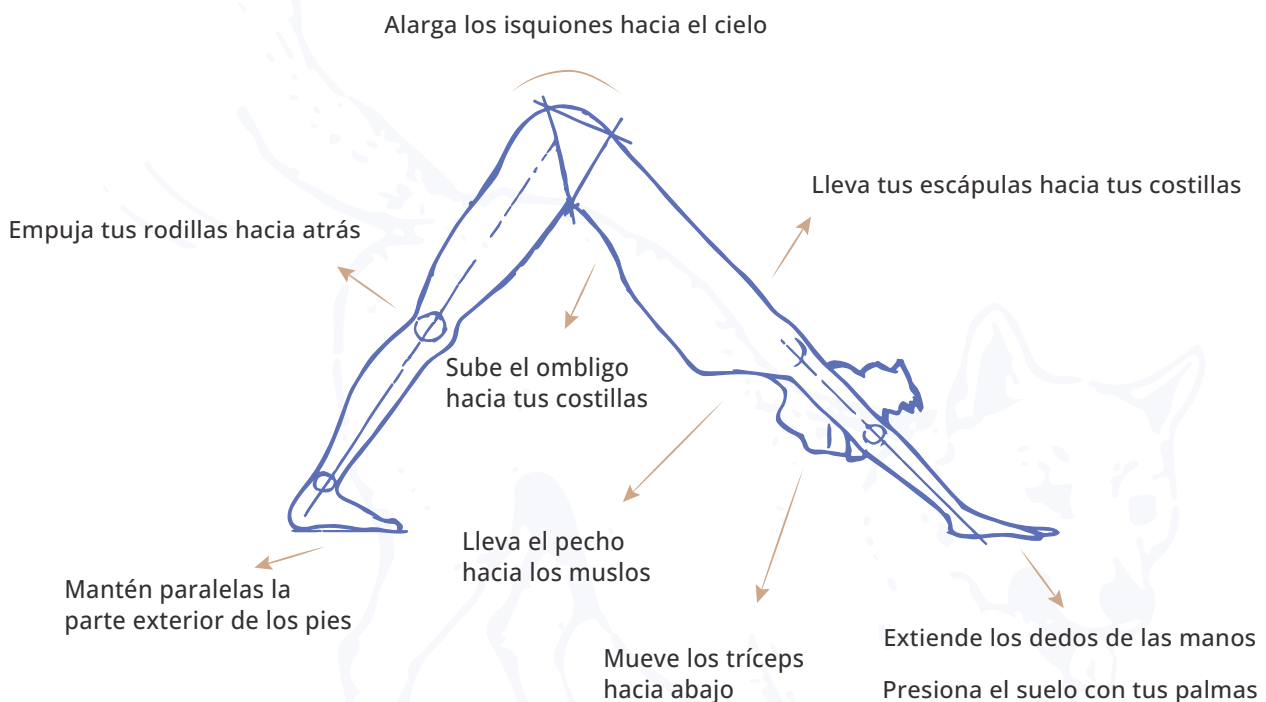 Alarga los isquiones hacia el cielo
Lleva tus escápulas hacia tus costillas
Empuja tus rodillas hacia atrás
Sube el ombligo
hacia tus costillas
Lleva el pecho
hacia los muslos
Mantén paralelas la
parte exterior de los pies
Mueve los tríceps
hacia abajo
Extiende los dedos de las manos
Presiona el suelo con tus palmas